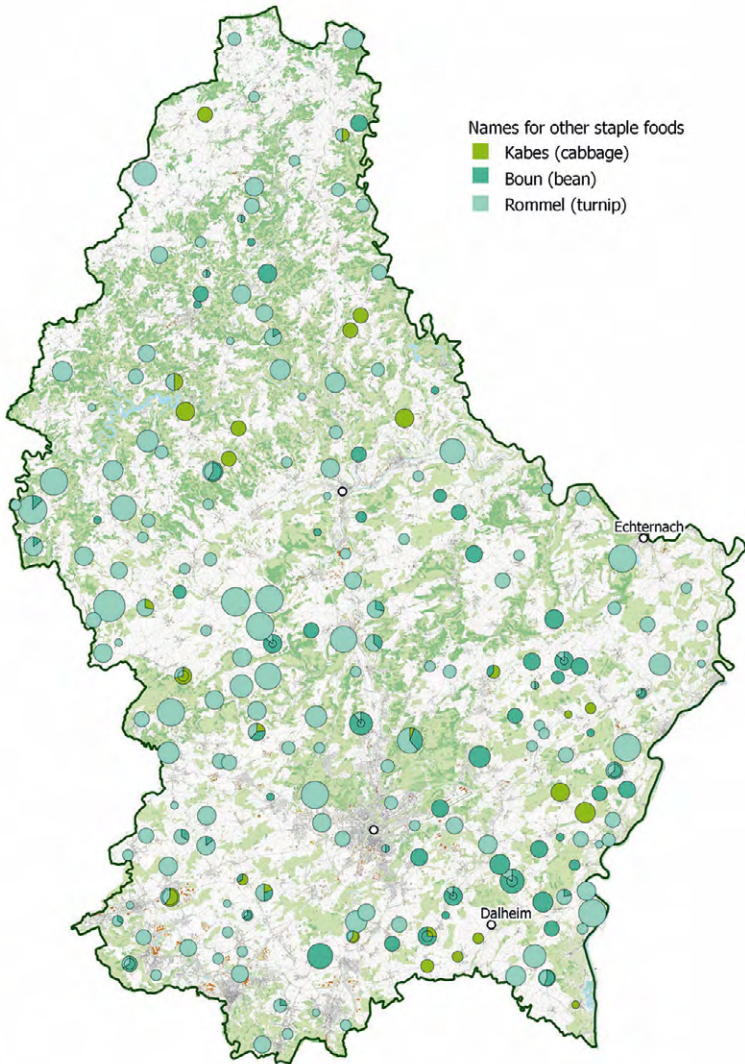 Names for other staple foods
Kabes (cabbage)
Boun (bean)
Rommel (turnip)
Echternach
Dalheim